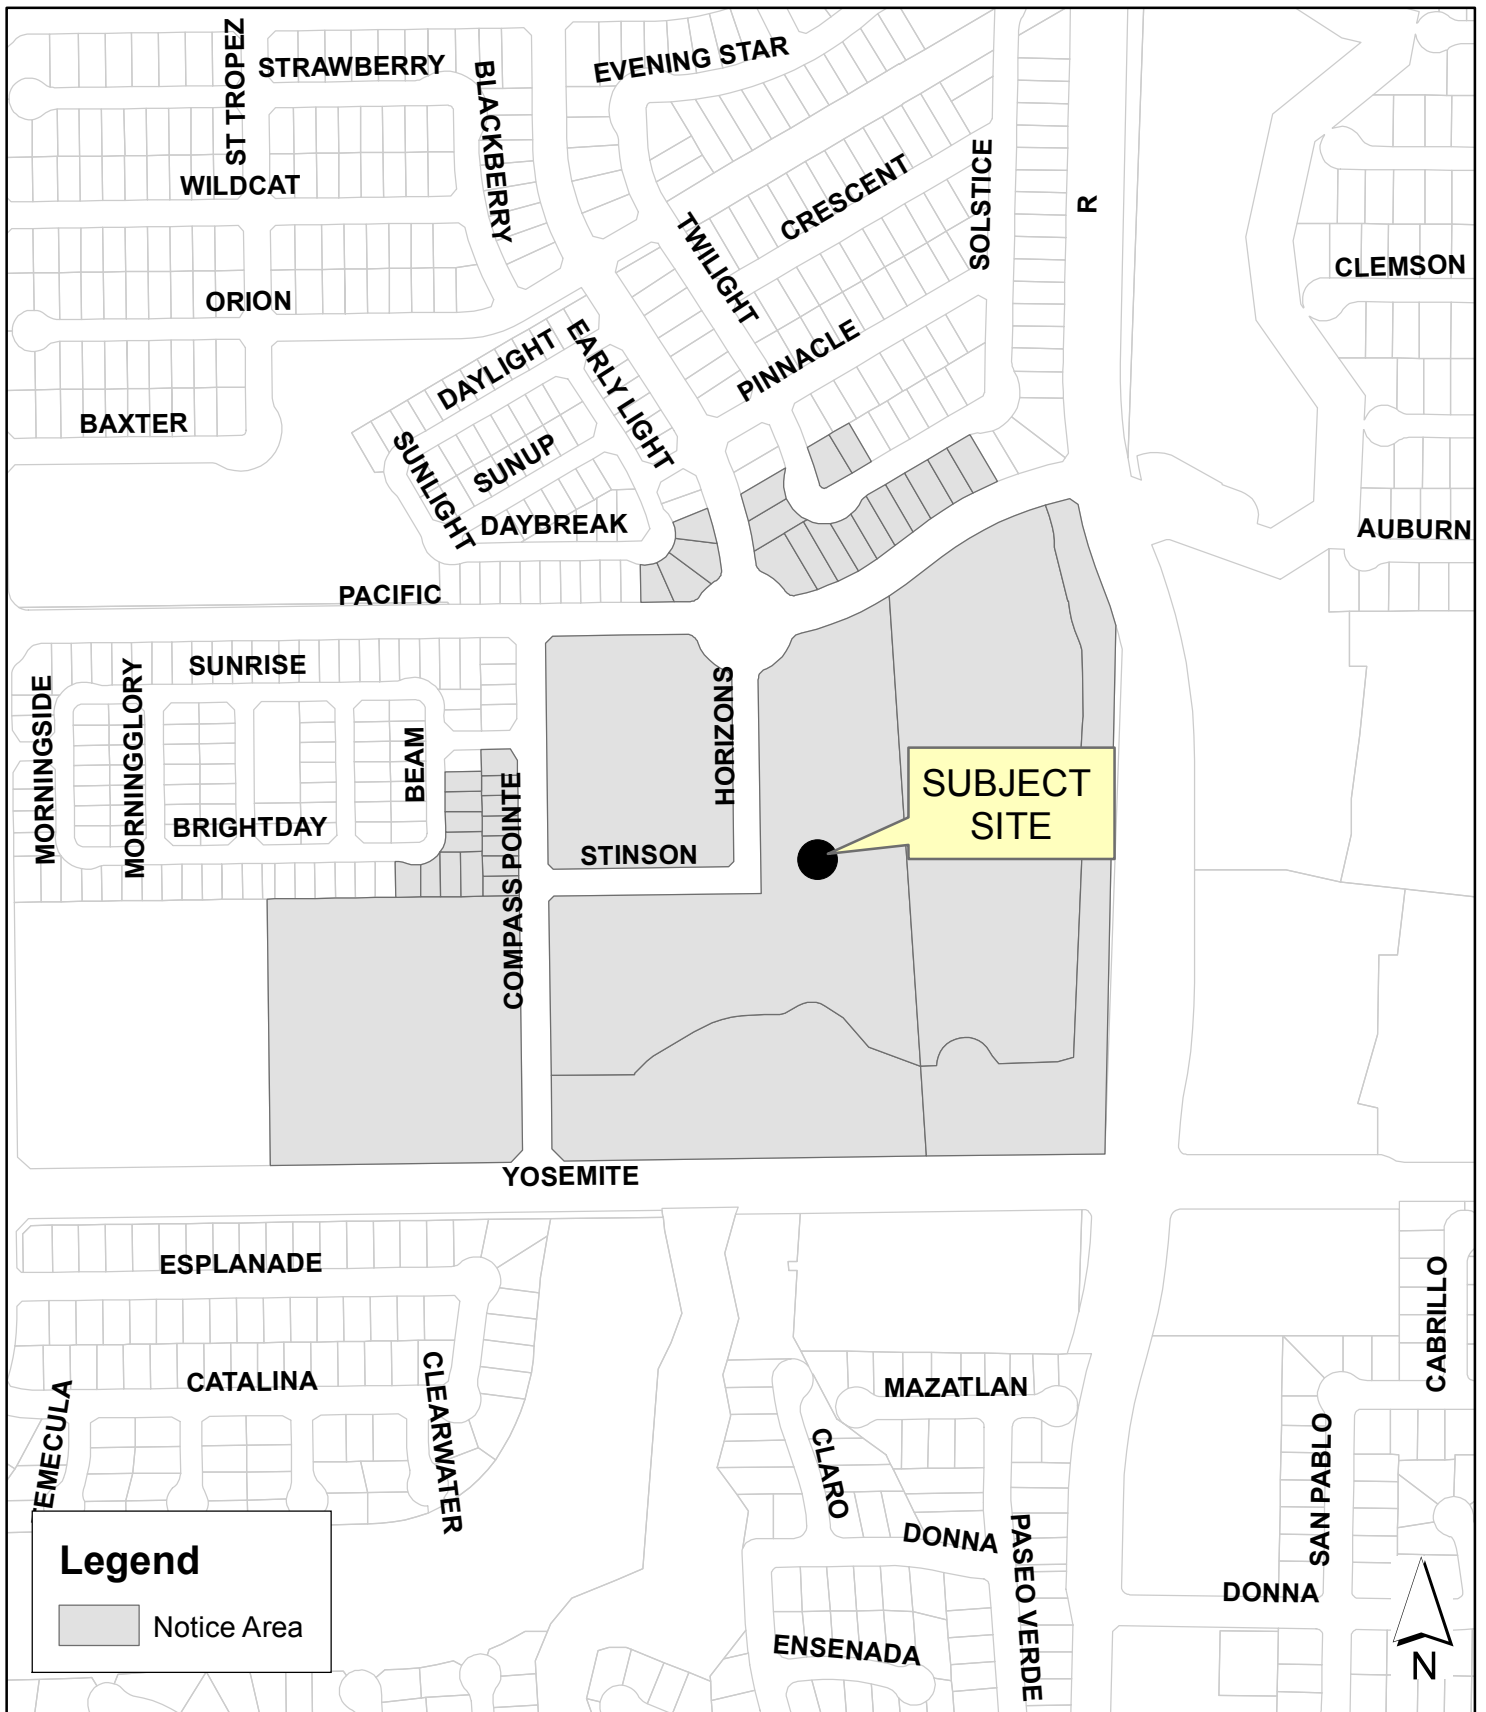 ST TROPEZ
STRAWBERRY
BLACKBERRY
EVENING STAR
WILDCAT
CRESCENT
SOLSTICE
R
TWILIGHT
CLEMSON
ORION
DAYLIGHT
EARLY LIGHT
PINNACLE
BAXTER
SUNLIGHT
SUNUP
DAYBREAK
AUBURN
PACIFIC
SUNRISE
MORNINGSIDE
MORNINGGLORY
BEAM
HORIZONS
BRIGHTDAY
COMPASS POINTE
STINSON
SUBJECT
SITE
YOSEMITE
ESPLANADE
CABRILLO
CATALINA
CLEARWATER
MAZATLAN
EMECULA
CLARO
SAN PABLO
DONNA
PASEO VERDE
DONNA
ENSENADA
Legend
Notice Area
N